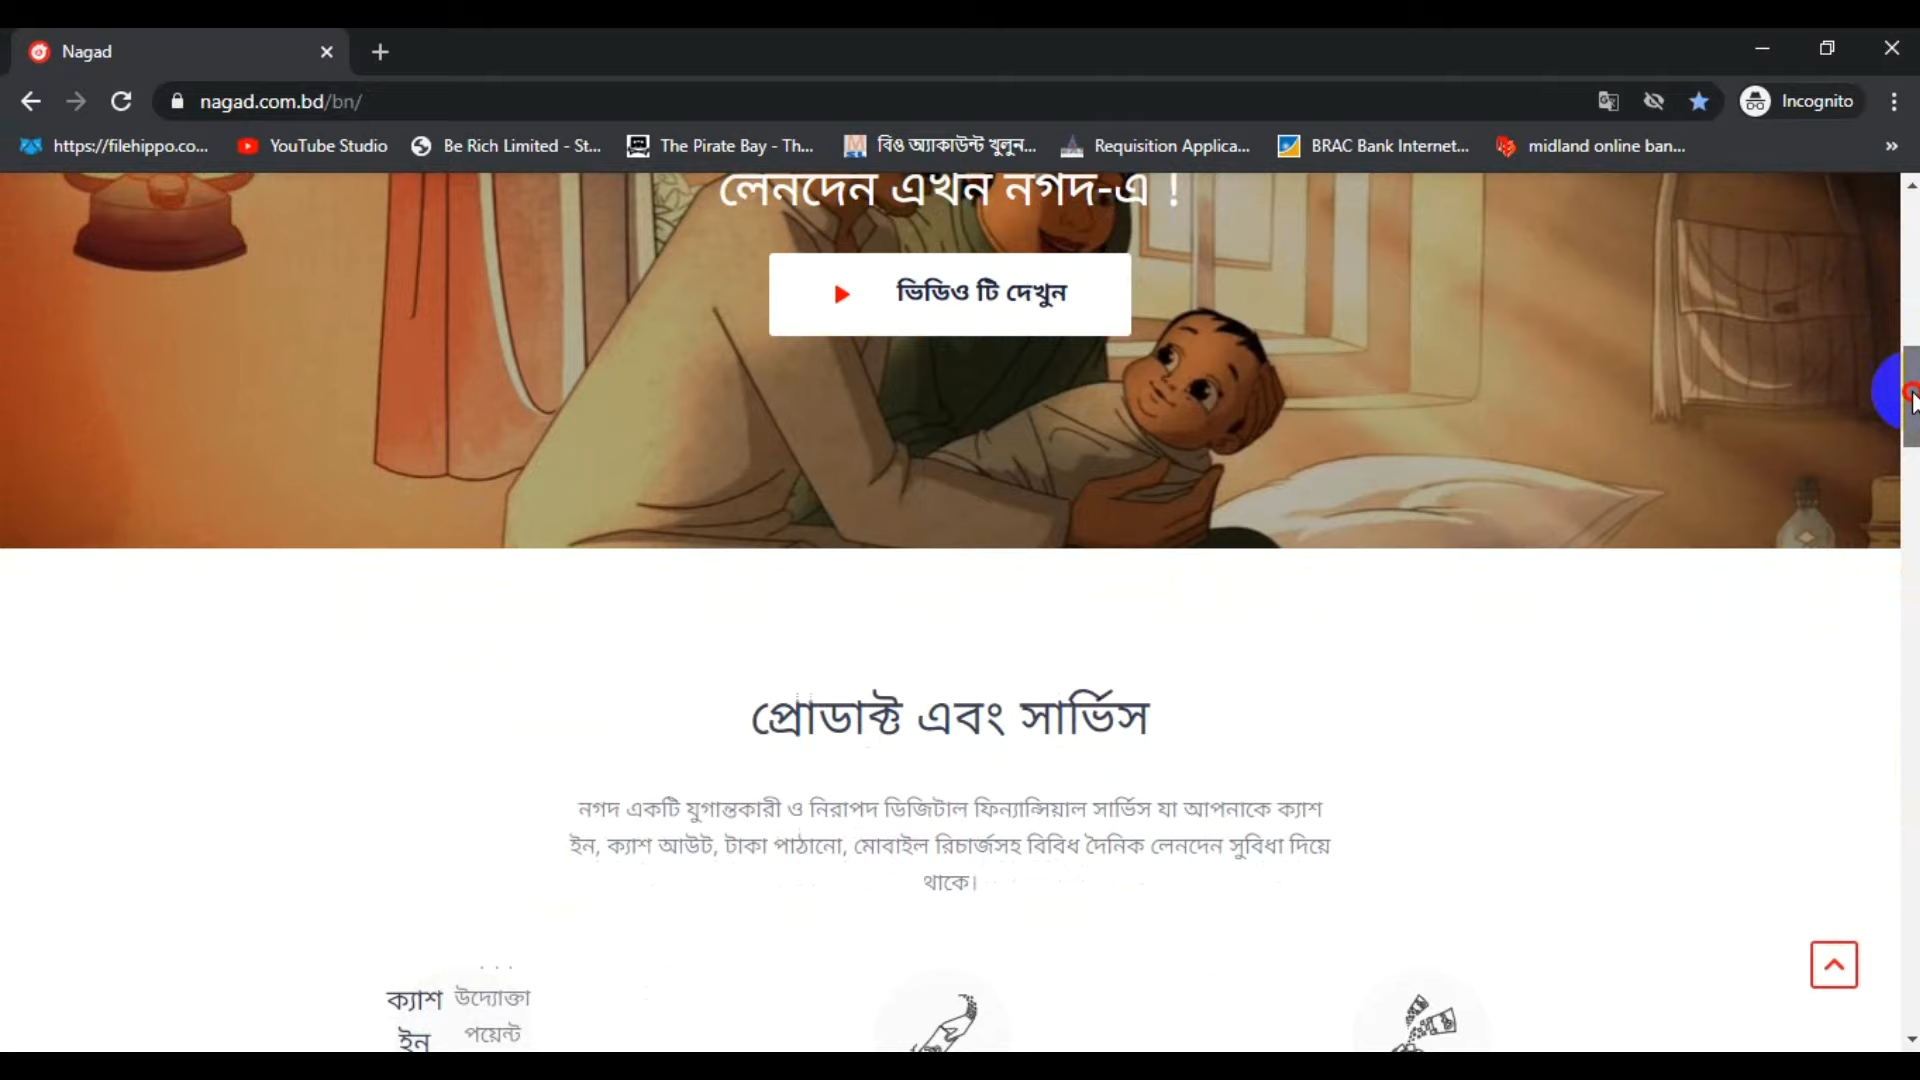 Nagad
nagad.com.bd/bn/
Incognito
https://filehippo.co...
YouTube Studio
Be Rich Limited - St...
The Pirate Bay - Th...
বিও অ্যাকাউন্ট খুলুন...
Requisition Applica...
BRAC Bank Internet...
midland online ban...
»
লেনদেন এখন নগদ-এ !
ভিডিও টি দেখুন
প্রোডাক্ট এবং সার্ভিস
নগদ একটি যুগান্তকারী ও নিরাপদ ডিজিটাল ফিন্যান্সিয়াল সার্ভিস যা আপনাকে ক্যাশ
ইন, ক্যাশ আউট, টাকা পাঠানো, মোবাইল রিচার্জসহ বিবিধ দৈনিক লেনদেন সুবিধা দিয়ে
থাকে।
ক্যাশ উদ্যোক্তা
ইন পয়েন্ট